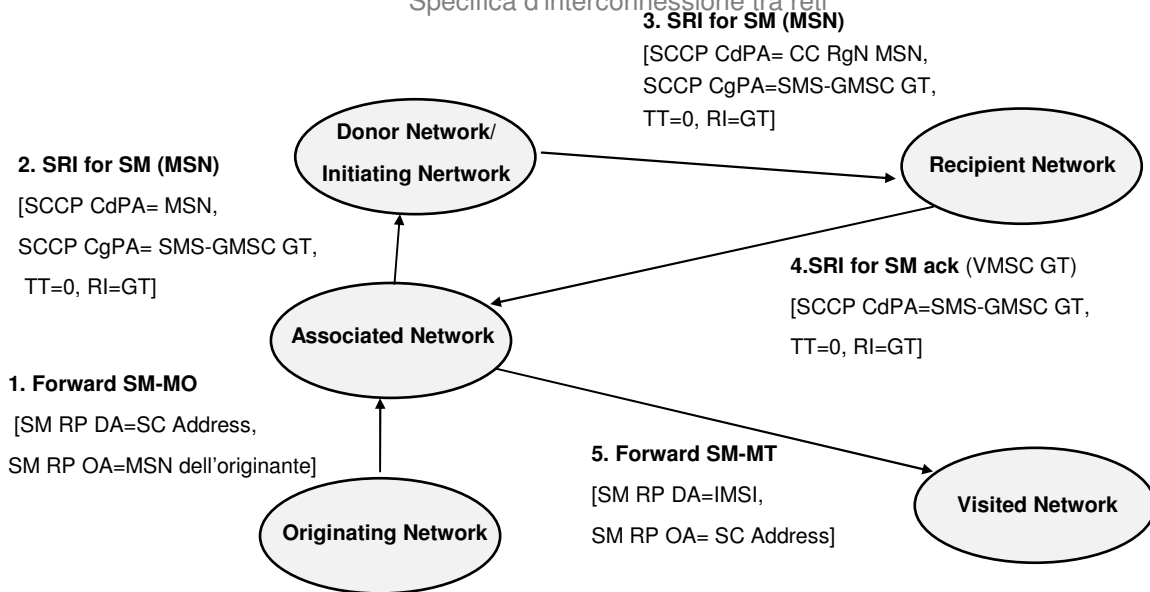 Specifica d'interconnessione tra reti
3. SRI for SM (MSN)
[SCCP CdPA= CC RgN MSN,
SCCP CgPA=SMS-GMSC GT,
TT=0, RI=GT]
Donor Network/
Initiating Nertwork
Recipient Network
2. SRI for SM (MSN)
[SCCP CdPA= MSN,
SCCP CgPA= SMS-GMSC GT,
TT=0, RI=GT]
4.SRI for SM ack (VMSC GT)
[SCCP CdPA=SMS-GMSC GT,
TT=0, RI=GT]
Associated Network
1. Forward SM-MO
[SM RP DA=SC Address,
SM RP OA=MSN dell'originante]
5. Forward SM-MT
[SM RP DA=IMSI,
SM RP OA= SC Address]
Visited Network
Originating Network